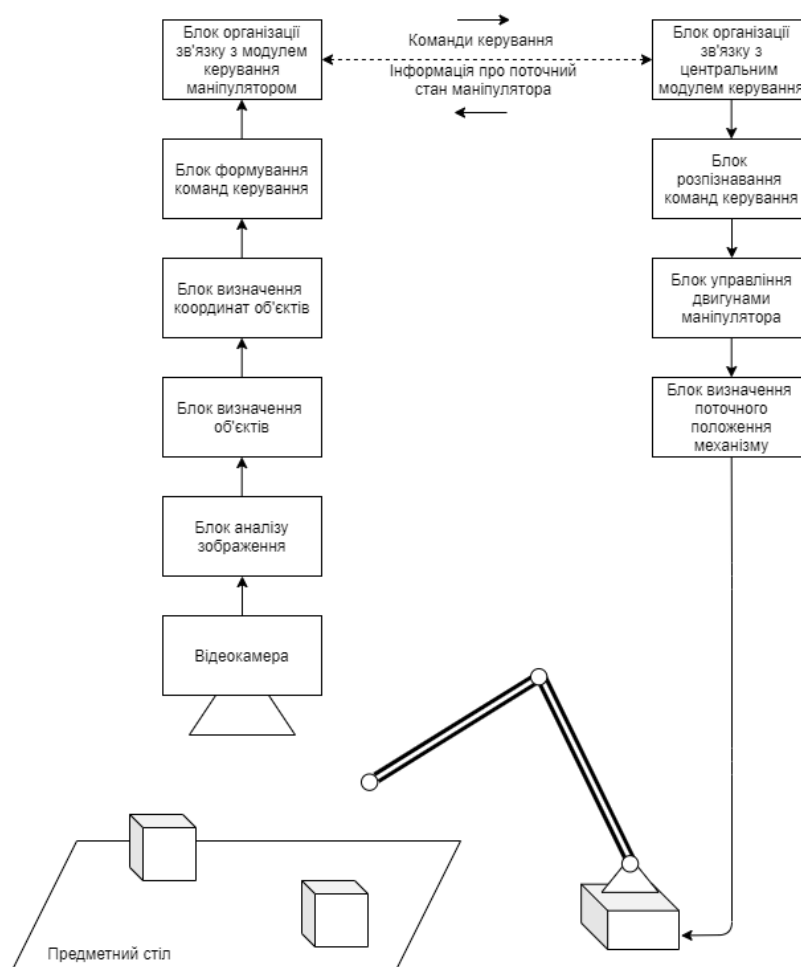 Блок організації
зв'язку з модулем
керування
маніпулятором
Команди керування
Інформація про поточний
стан маніпулятора
Блок організації
зв'язку з
центральним
модулем керування
Блок формування
команд керування
Блок
розпізнавання
команд керування
Блок визначення
координат об'єктів
Блок управління
двигунами
маніпулятора
Блок визначення
об'єктів
Блок визначення
поточного
положення
механізму
Блок аналізу
зображення
Відеокамера
Предметний стіл